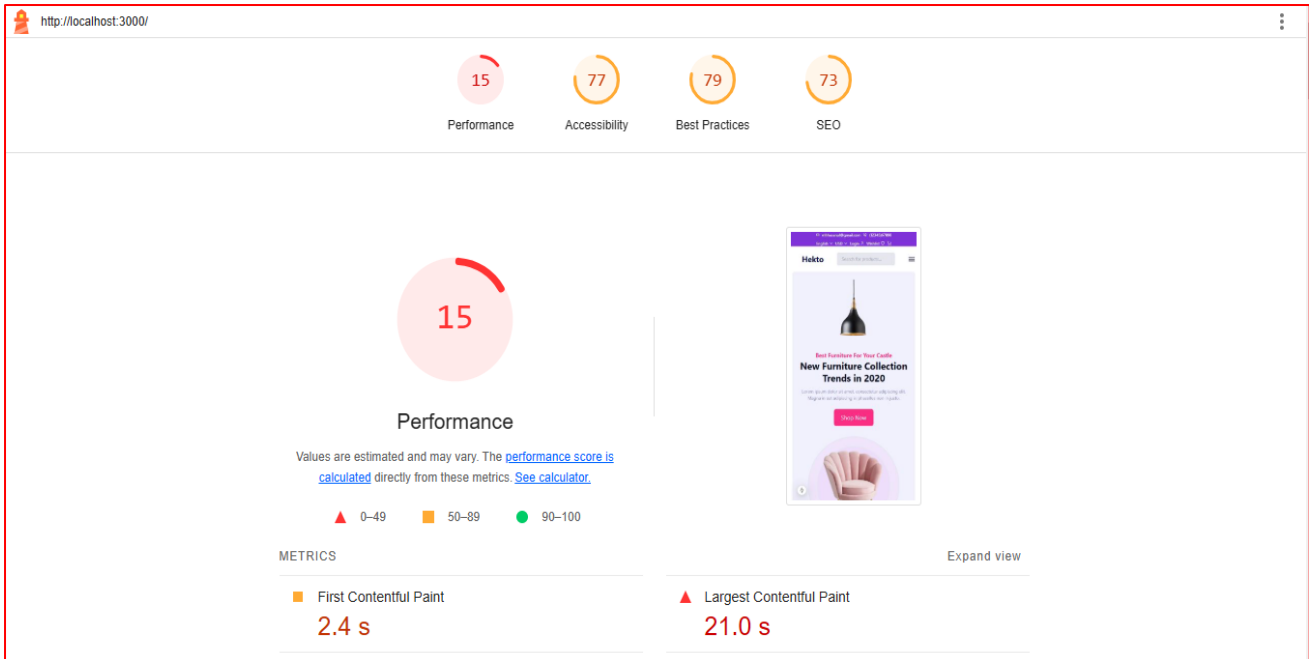 http://localhost:3000/
15
77
79
73
Performance
Accessibility
Best Practices
SEO
15
Performance
Values are estimated and may vary. The performance score is
calculated directly from these metrics. See calculator.
0–49
50–89
90–100
Hekto
Search for products...
Best Furniture For Your Castle
New Furniture Collection
Trends in 2020
Shop Now
METRICS
Expand view
First Contentful Paint
2.4 s
Largest Contentful Paint
21.0 s